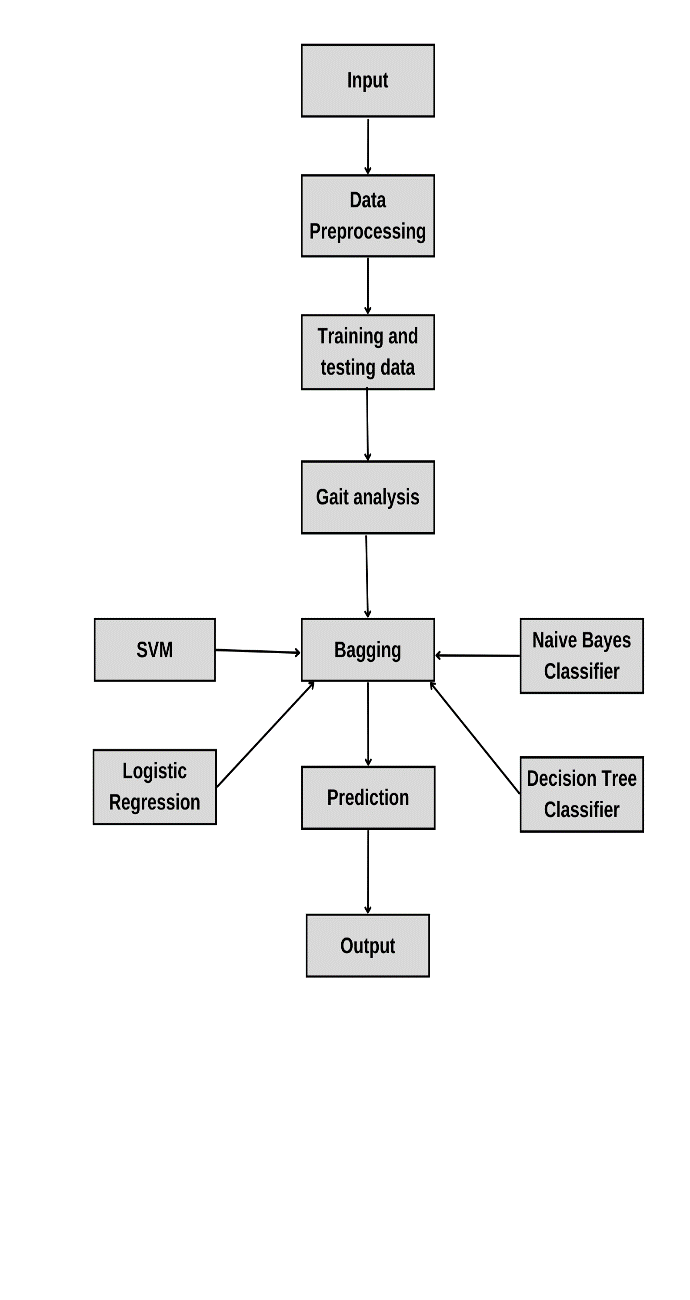 Input
Data
Preprocessing
Training and
testing data
Gait analysis
SVM
Bagging
Naive Bayes
Classifier
Logistic
Regression
Prediction
Decision Tree
Classifier
Output